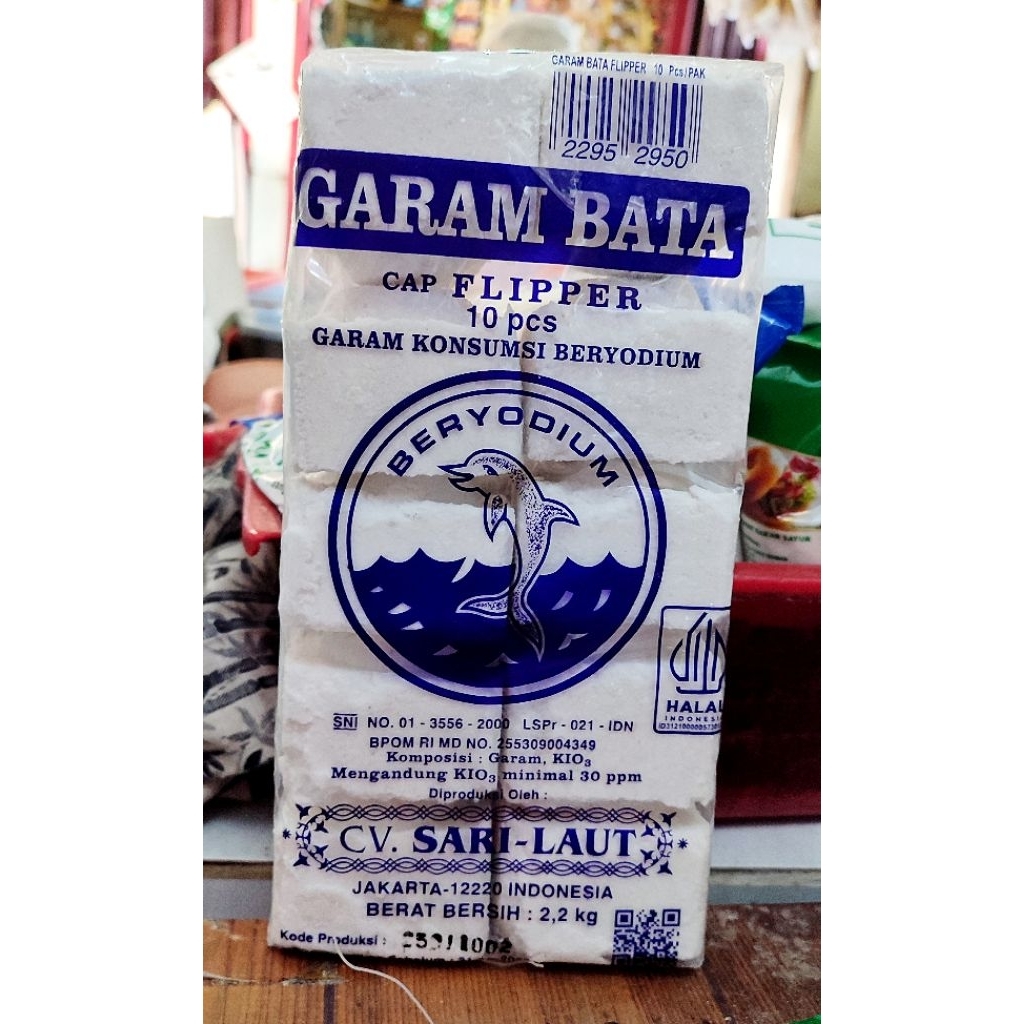 GARAM BATA FLIPPER 10 Pcs/PAK
2295 2950
GARAM BATA
CAP FLIPPER
10 pcs
GARAM KONSUMSI BERYODIUM
BERYODIUM
HALAL
INDONESIA
SNI NO. 01 - 3556 - 2000 LSPr - 021 - IDN
BPOM RI MD NO. 255309004349
Komposisi : Garam, KIO₃
Mengandung KIO₃ minimal 30 ppm
Diproduksi Oleh :
CV. SARI-LAUT
JAKARTA-12220 INDONESIA
BERAT BERSIH : 2,2 kg
Kode Produksi :